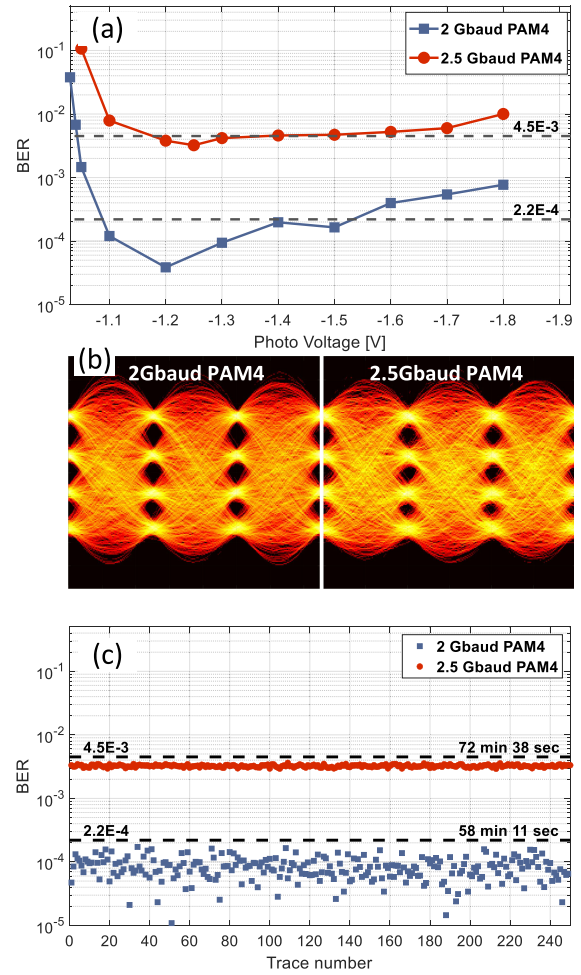 (a)
2 Gbaud PAM4
2.5 Gbaud PAM4
10^-1
10^-2
10^-3
10^-4
10^-5
BER
4.5E-3
2.2E-4
-1.1 -1.2 -1.3 -1.4 -1.5 -1.6 -1.7 -1.8 -1.9
Photo Voltage [V]
(b)
2Gbaud PAM4 2.5Gbaud PAM4
(c)
2 Gbaud PAM4
2.5 Gbaud PAM4
10^-1
10^-2
10^-3
10^-4
10^-5
BER
4.5E-3 72 min 38 sec
2.2E-4 58 min 11 sec
0 20 40 60 80 100 120 140 160 180 200 220 240
Trace number